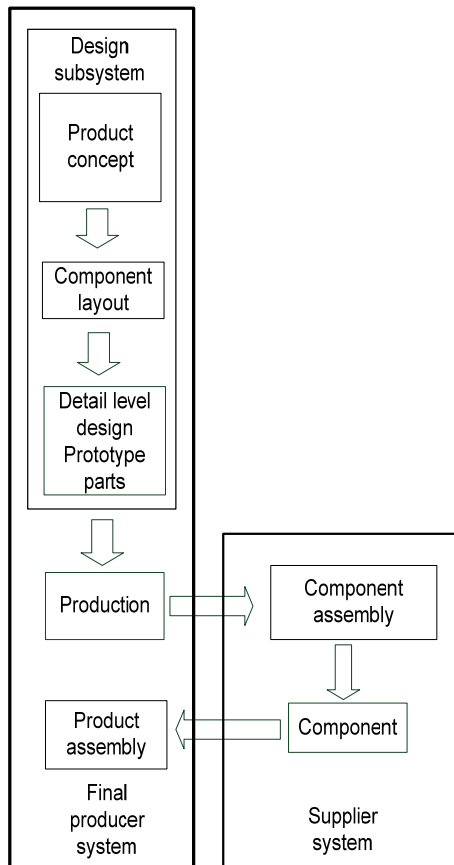 Design
subsystem
Product
concept
Component
layout
Detail level
design
Prototype
parts
Production
Component
assembly
Product
assembly
Component
Final
producer
system
Supplier
system